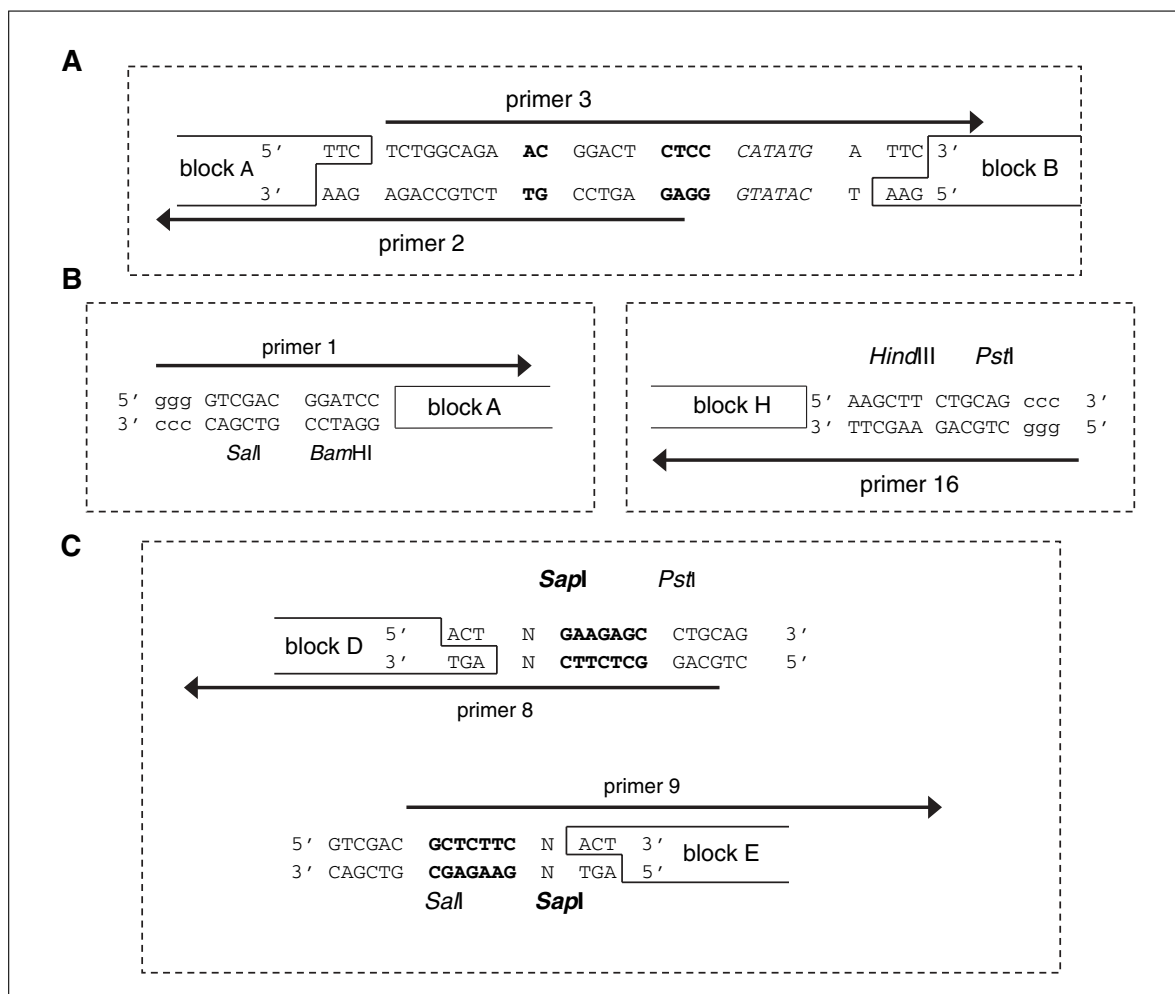 A
primer 3
block A 5′ TTC TCTGGCAGA AC GGACT CTCC CATATG A TTC 3′ block B
3′ AAG AGACCGTCT TG CCTGA GAGG GTATAC T AAG 5′
primer 2
B
primer 1
5′ ggg GTCGAC GGATCC block A
3′ ccc CAGCTG CCTAGG
SalI BamHI
HindIII PstI
block H 5′ AAGCTT CTGCAG ccc 3′
3′ TTCGAA GACGTC ggg 5′
primer 16
C
SapI PstI
block D 5′ ACT N GAAGAGC CTGCAG 3′
3′ TGA N CTTCTCG GACGTC 5′
primer 8
primer 9
5′ GTCGAC GCTCTTC N ACT 3′ block E
3′ CAGCTG CGAGAAG N TGA 5′
SalI SapI